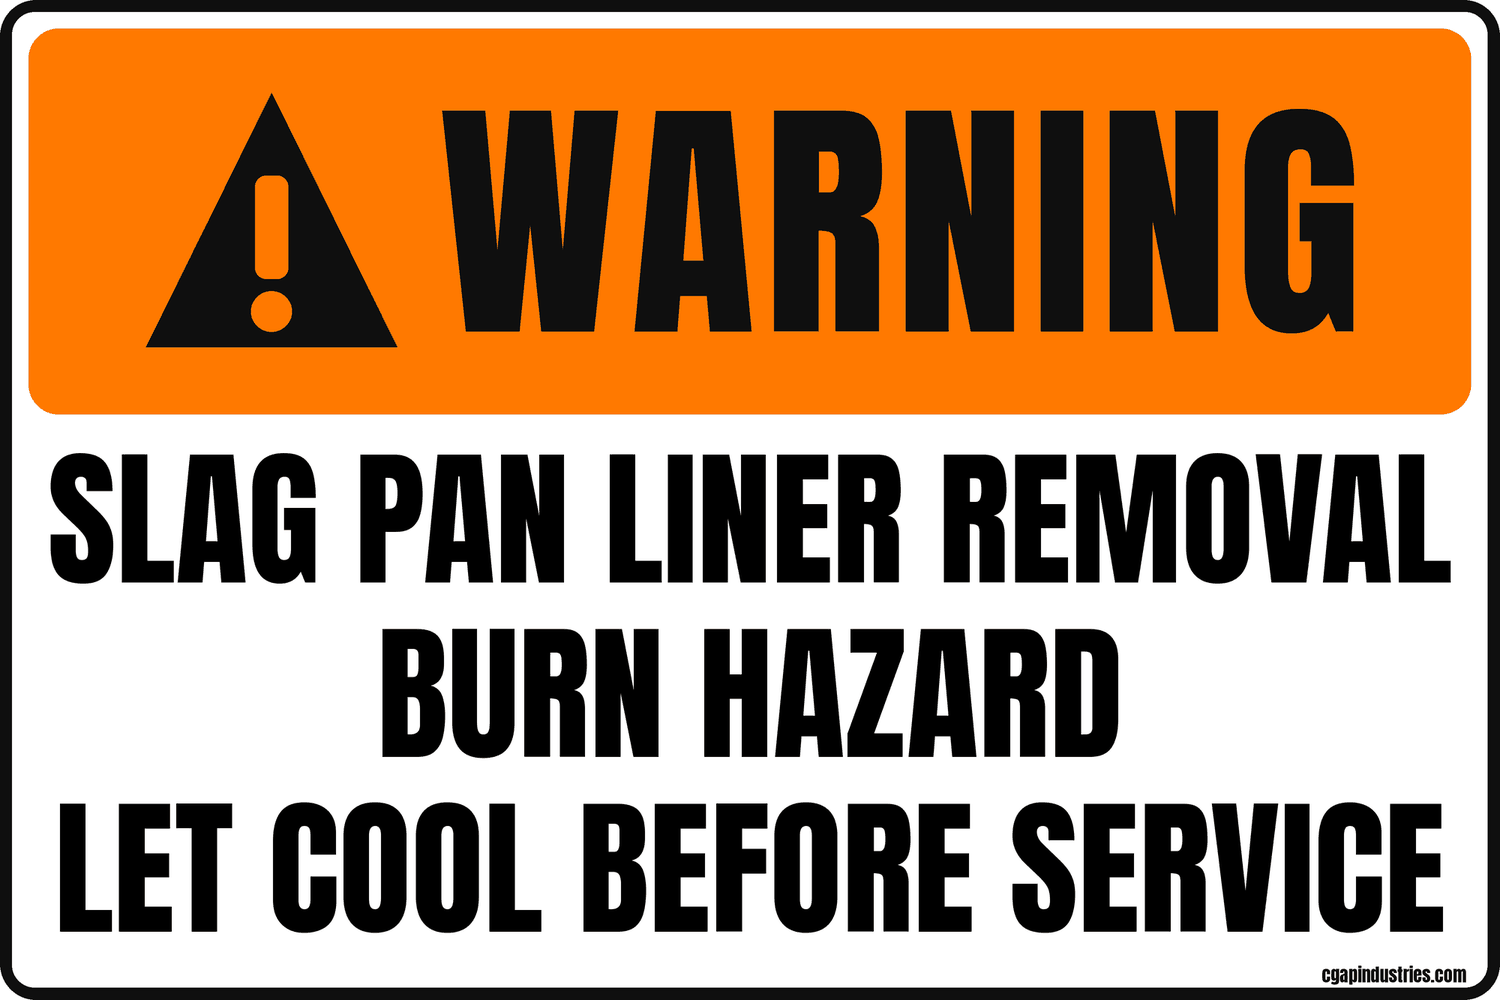 WARNING
SLAG PAN LINER REMOVAL
BURN HAZARD
LET COOL BEFORE SERVICE
cgapindustries.com